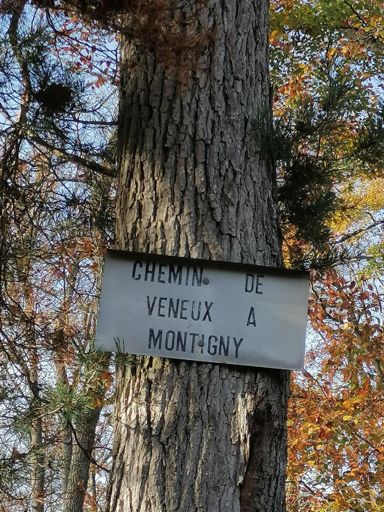 CHEMIN DE
VENEUX A
MONTIGNY